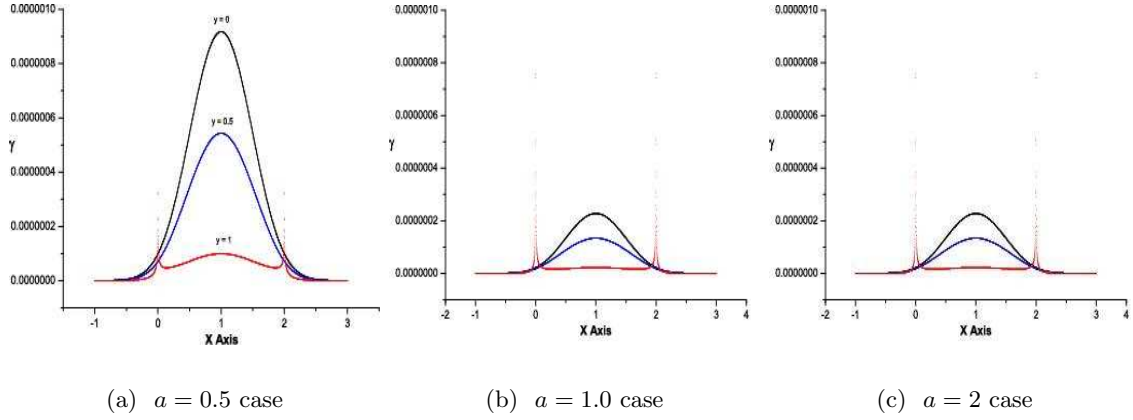 0.0000010
0.0000008
0.0000006
0.0000004
0.0000002
0.0000000
γ
y = 0
y = 0.5
y = 1
-1 0 1 2 3
X Axis
(a) a = 0.5 case
0.0000010
0.0000008
0.0000006
0.0000004
0.0000002
0.0000000
γ
-2 -1 0 1 2 3 4
X Axis
(b) a = 1.0 case
0.0000010
0.0000008
0.0000006
0.0000004
0.0000002
0.0000000
γ
-2 -1 0 1 2 3 4
X Axis
(c) a = 2 case